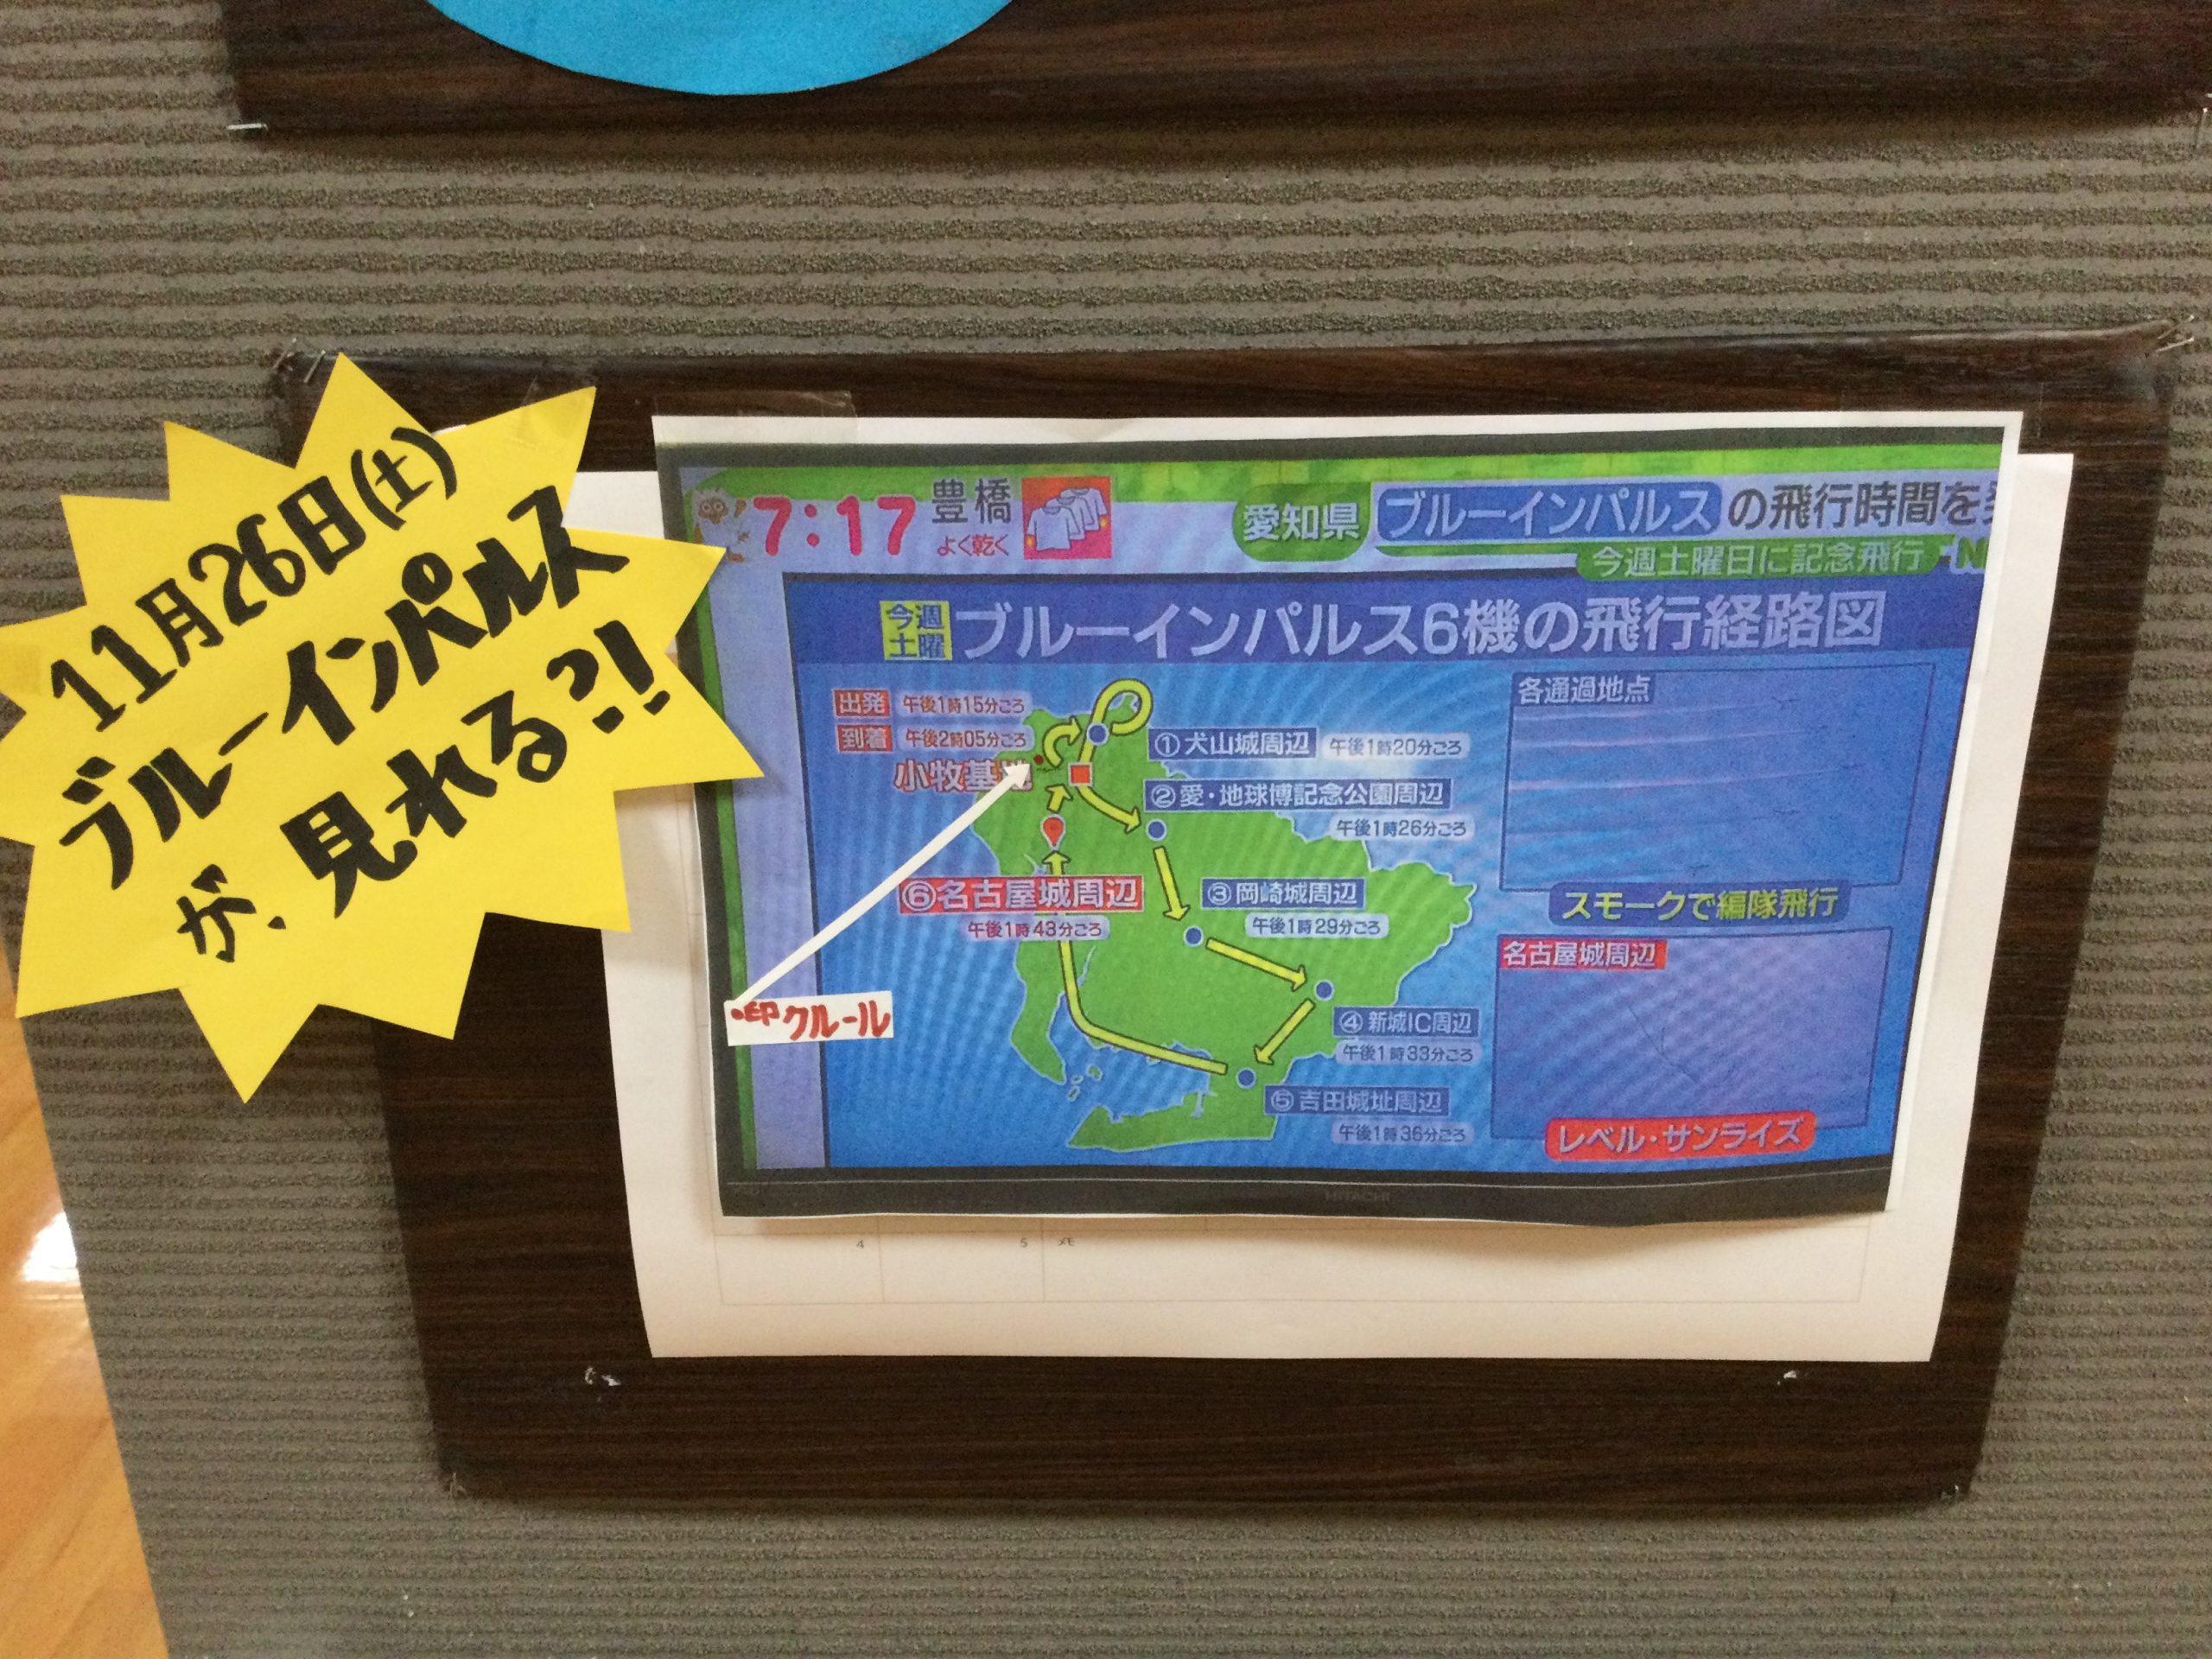 11月26日(土)
ブルーインパルス
が、見れる?!
7:17
豊橋
よく乾く
愛知県
ブルーインパルスの飛行時間を
今週土曜日に記念飛行
今週
土曜
ブルーインパルス6機の飛行経路図
出発 午後1時15分ごろ
到着 午後2時05分ごろ
小牧基地
①犬山城周辺 午後1時20分ごろ
②愛・地球博記念公園周辺
午後1時26分ごろ
③岡崎城周辺
午後1時29分ごろ
④新城IC周辺
午後1時33分ごろ
⑤吉田城址周辺
午後1時36分ごろ
⑥名古屋城周辺
午後1時43分ごろ
各通過地点
スモークで編隊飛行
名古屋城周辺
レベル・サンライズ
・印クルール
HITACHI
4 5 メモ